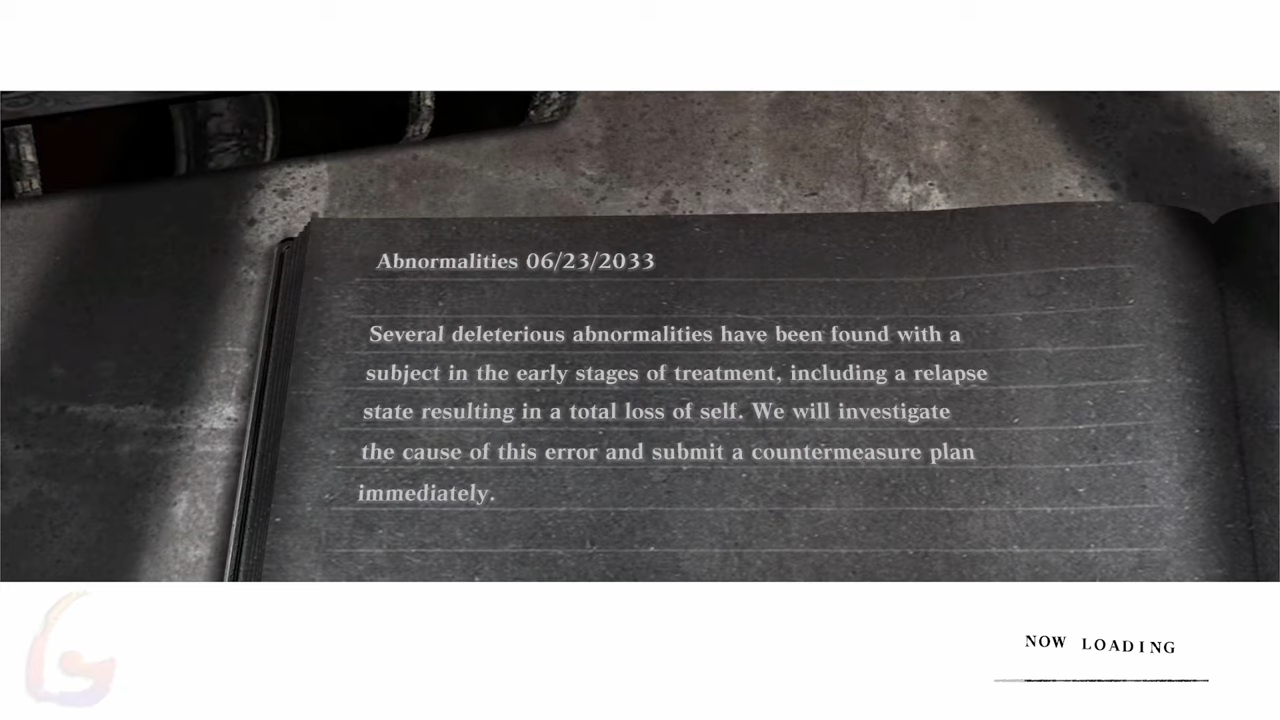 Abnormalities 06/23/2033
Several deleterious abnormalities have been found with a
subject in the early stages of treatment, including a relapse
state resulting in a total loss of self. We will investigate
the cause of this error and submit a countermeasure plan
immediately.
NOW LOADING